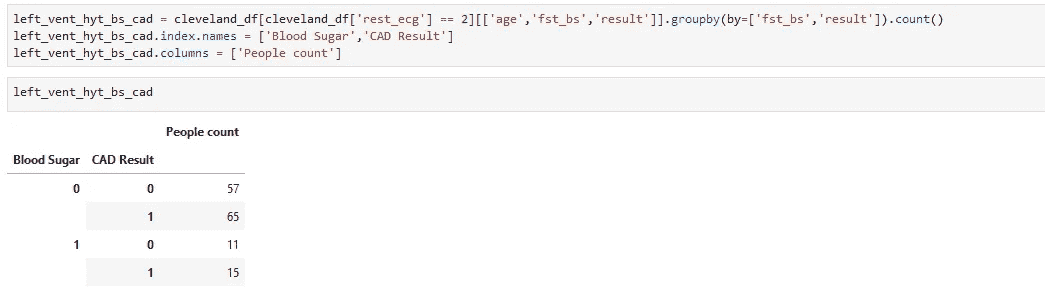 left_vent_hyt_bs_cad = cleveland_df[cleveland_df['rest_ecg'] == 2][['age','fst_bs','result']].groupby(by=['fst_bs','result']).count()
left_vent_hyt_bs_cad.index.names = ['Blood Sugar','CAD Result']
left_vent_hyt_bs_cad.columns = ['People count']
left_vent_hyt_bs_cad
People count
Blood Sugar CAD Result
0 0 57
1 65
1 0 11
1 15